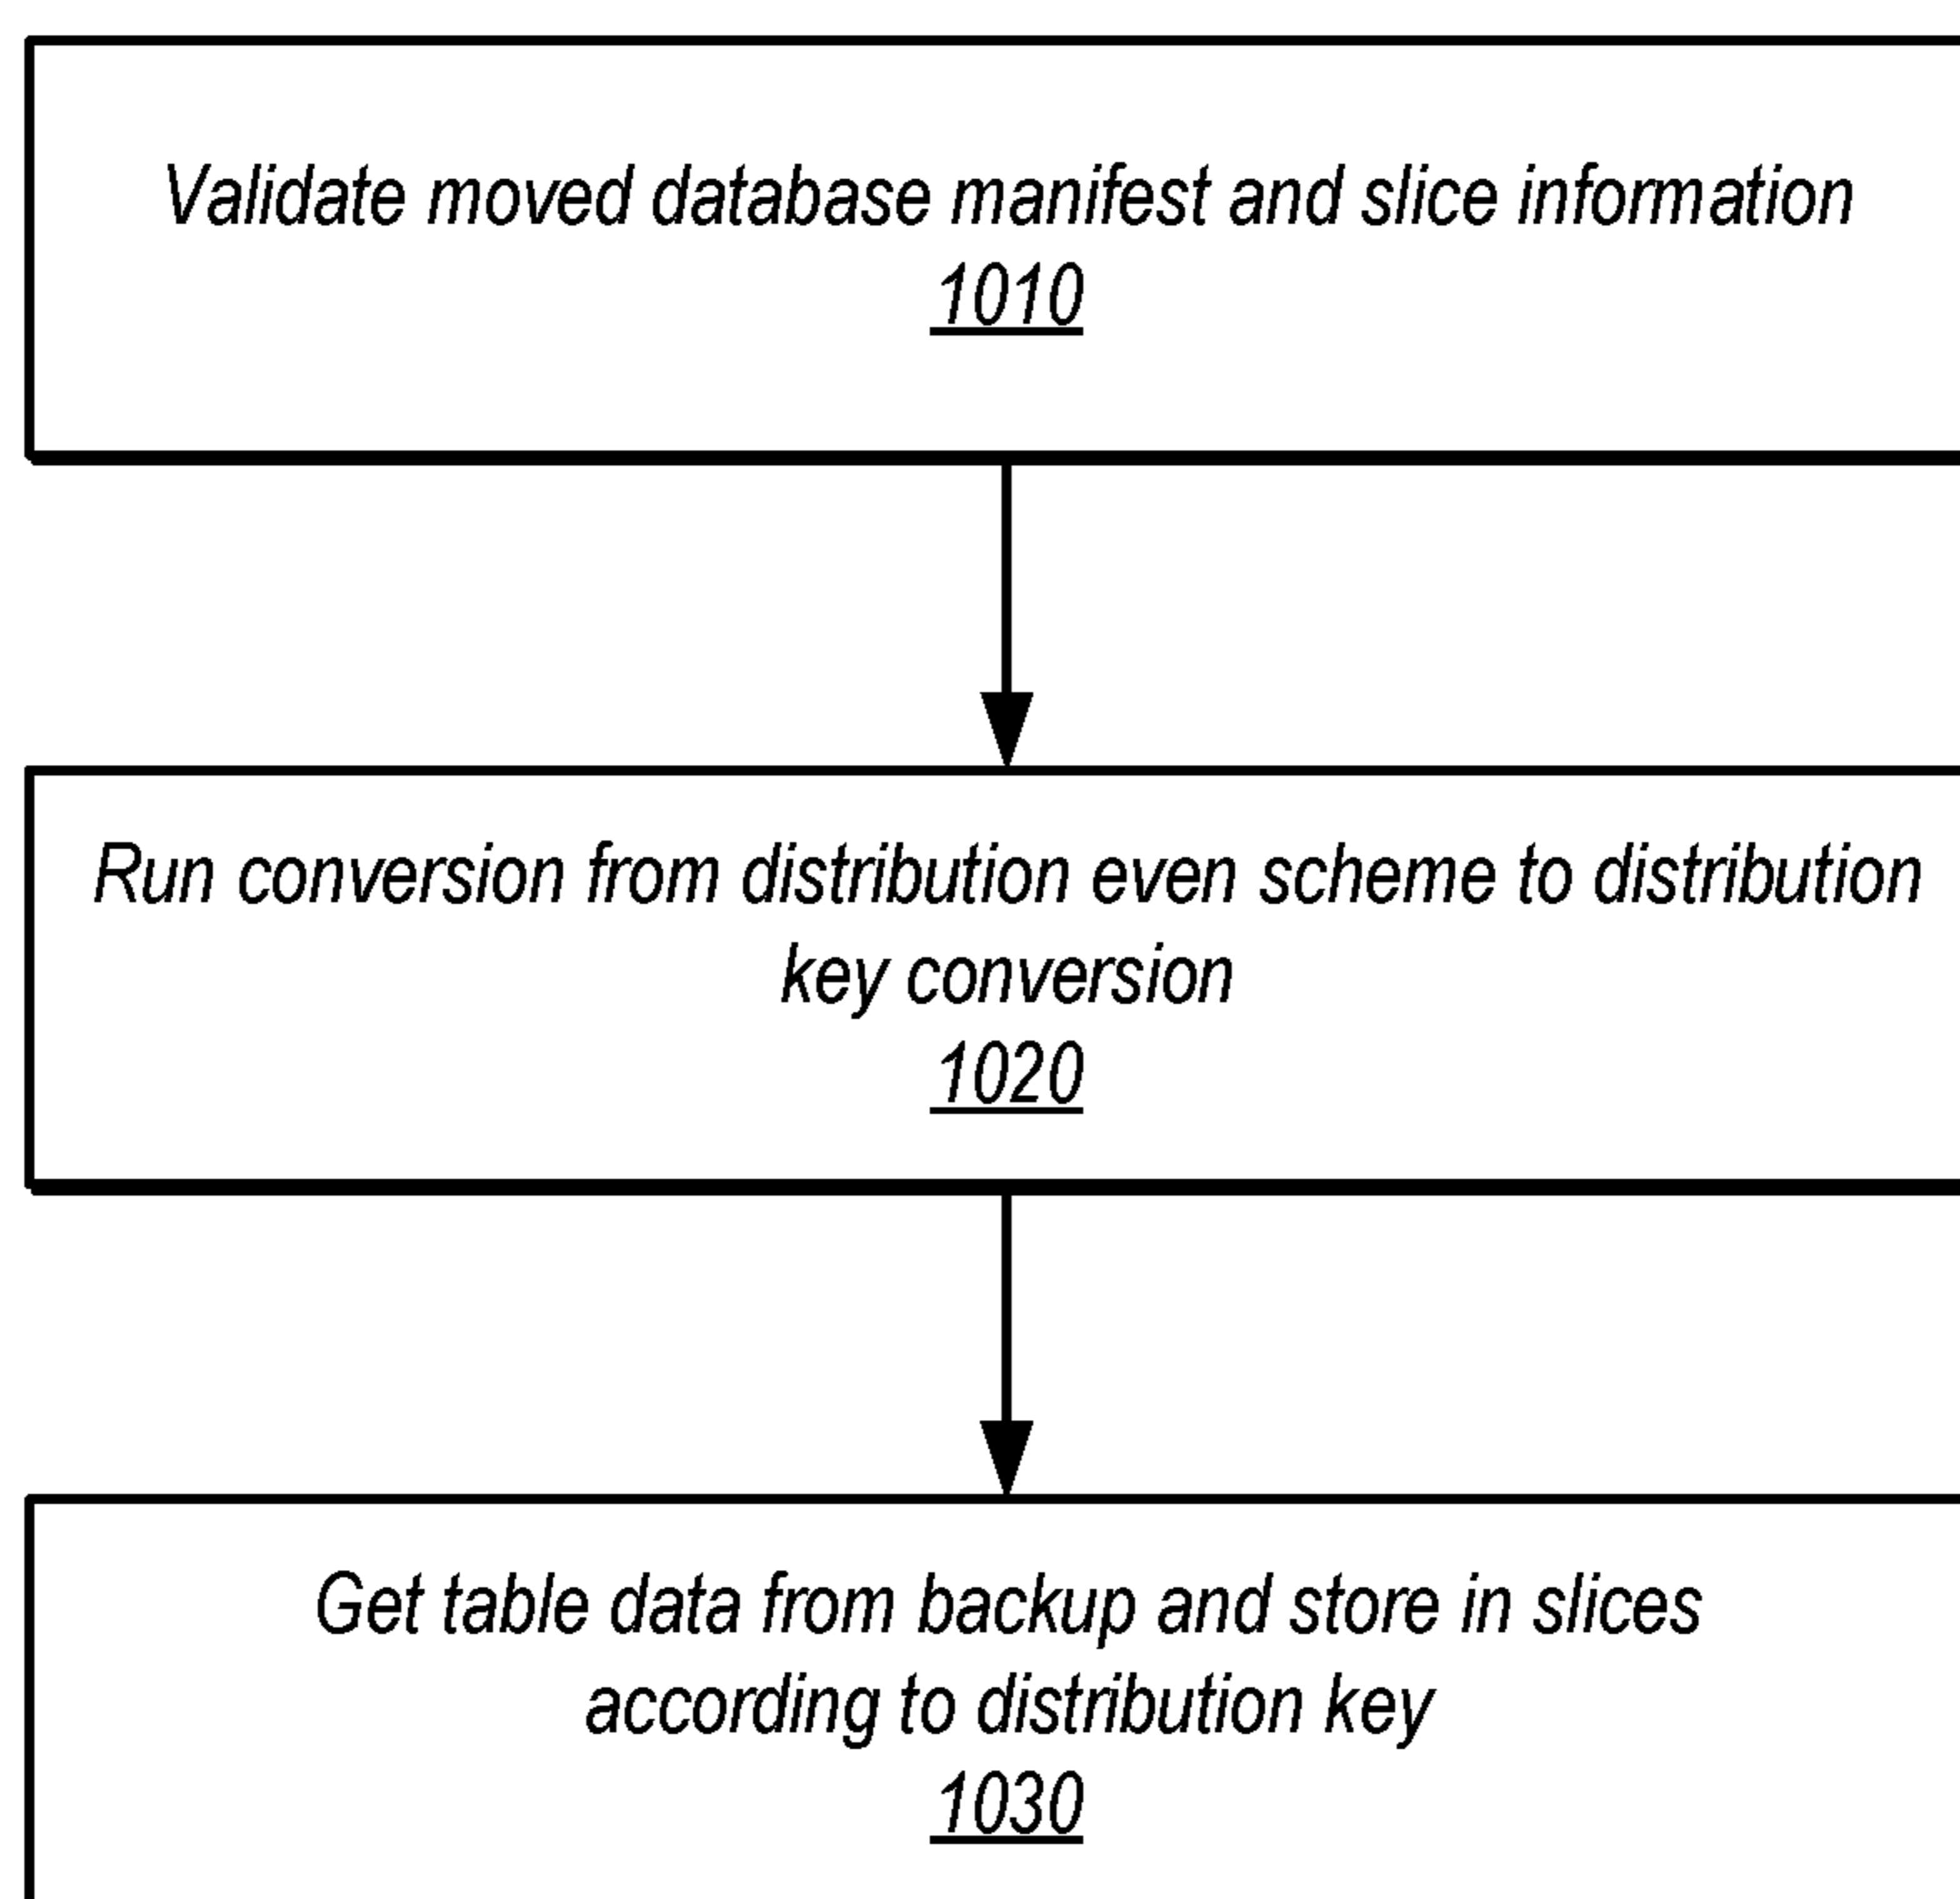 Validate moved database manifest and slice information
1010
Run conversion from distribution even scheme to distribution
key conversion
1020
Get table data from backup and store in slices
according to distribution key
1030